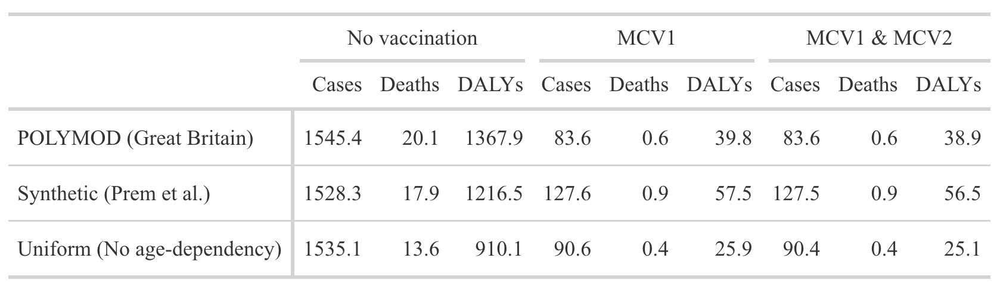 No vaccination MCV1 MCV1 & MCV2
Cases Deaths DALYs Cases Deaths DALYs Cases Deaths DALYs
POLYMOD (Great Britain) 1545.4 20.1 1367.9 83.6 0.6 39.8 83.6 0.6 38.9
Synthetic (Prem et al.) 1528.3 17.9 1216.5 127.6 0.9 57.5 127.5 0.9 56.5
Uniform (No age-dependency) 1535.1 13.6 910.1 90.6 0.4 25.9 90.4 0.4 25.1